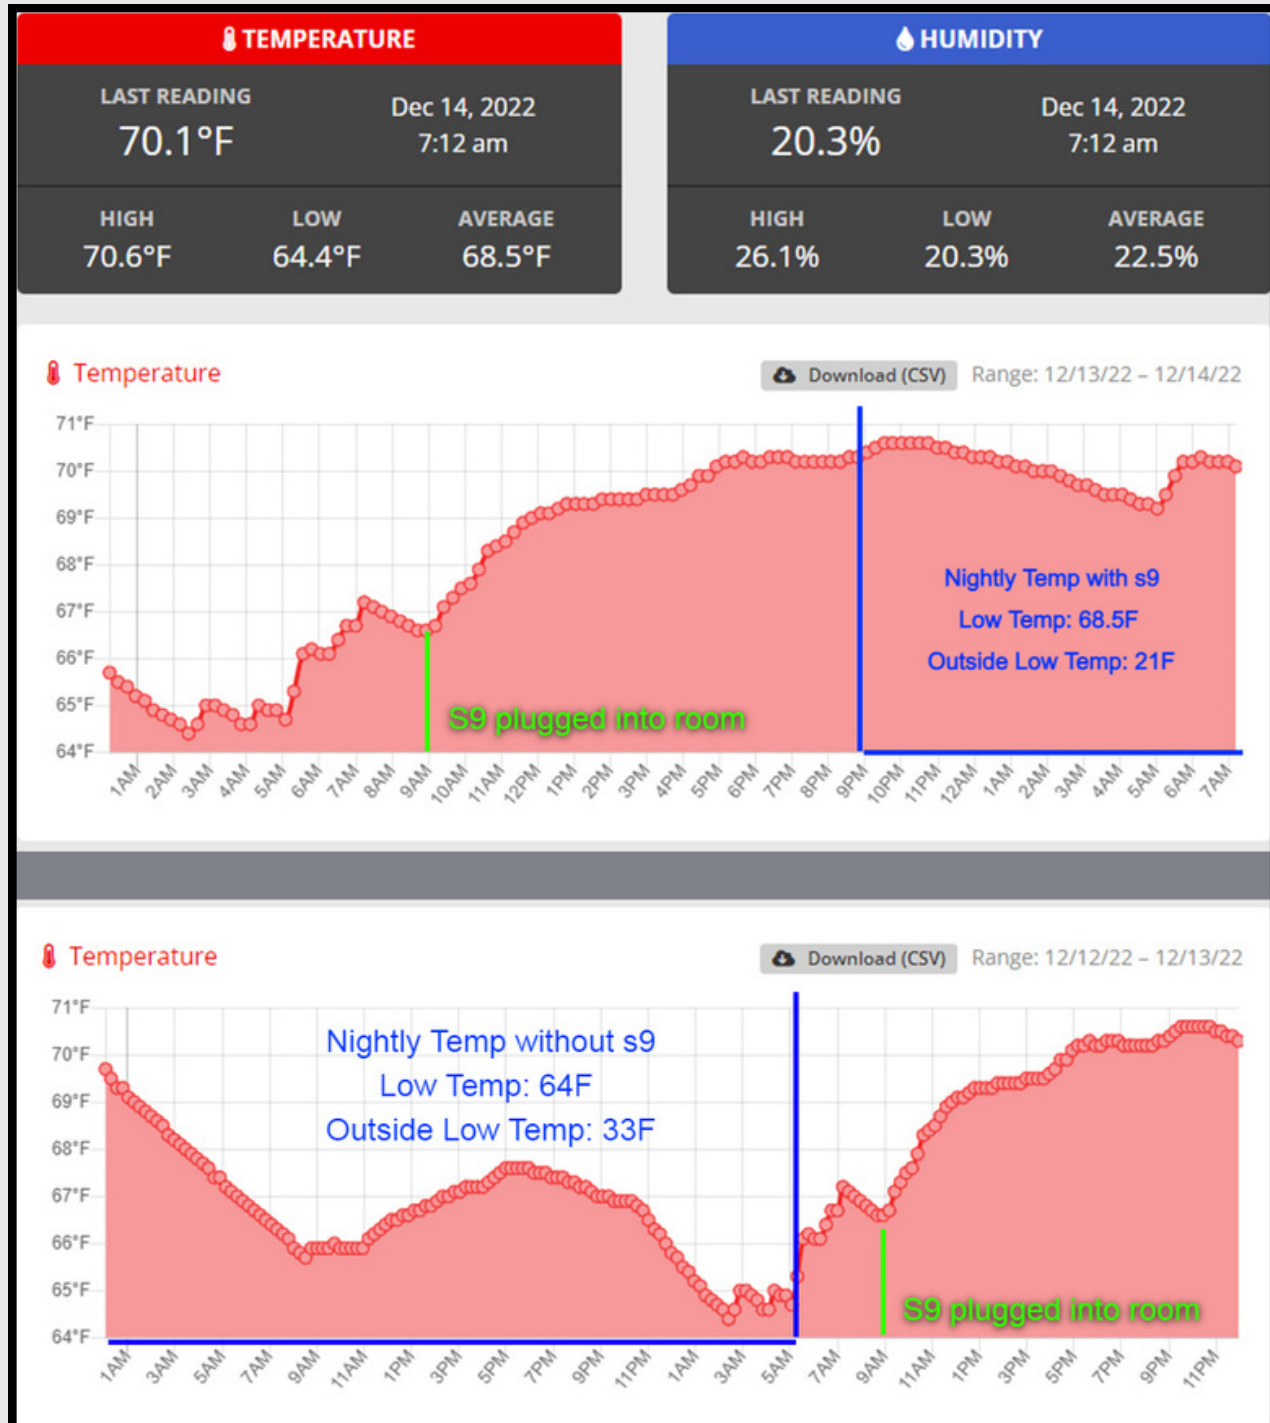 TEMPERATURE
LAST READING
70.1°F
Dec 14, 2022
7:12 am
HIGH
70.6°F
LOW
64.4°F
AVERAGE
68.5°F
HUMIDITY
LAST READING
20.3%
Dec 14, 2022
7:12 am
HIGH
26.1%
LOW
20.3%
AVERAGE
22.5%
Temperature
Download (CSV)
Range: 12/13/22 – 12/14/22
71°F
70°F
69°F
68°F
67°F
66°F
65°F
64°F
Nightly Temp with s9
Low Temp: 68.5F
Outside Low Temp: 21F
S9 plugged into room
1AM 2AM 3AM 4AM 5AM 6AM 7AM 8AM 9AM 10AM 11AM 12PM 1PM 2PM 3PM 4PM 5PM 6PM 7PM 8PM 9PM 10PM 11PM 12AM 1AM 2AM 3AM 4AM 5AM 6AM 7AM
Temperature
Download (CSV)
Range: 12/12/22 – 12/13/22
71°F
70°F
69°F
68°F
67°F
66°F
65°F
64°F
Nightly Temp without s9
Low Temp: 64F
Outside Low Temp: 33F
S9 plugged into room
1AM 3AM 5AM 7AM 9AM 11AM 1PM 3PM 5PM 7PM 9PM 11PM 1AM 3AM 5AM 7AM 9AM 11AM 1PM 3PM 5PM 7PM 9PM 11PM